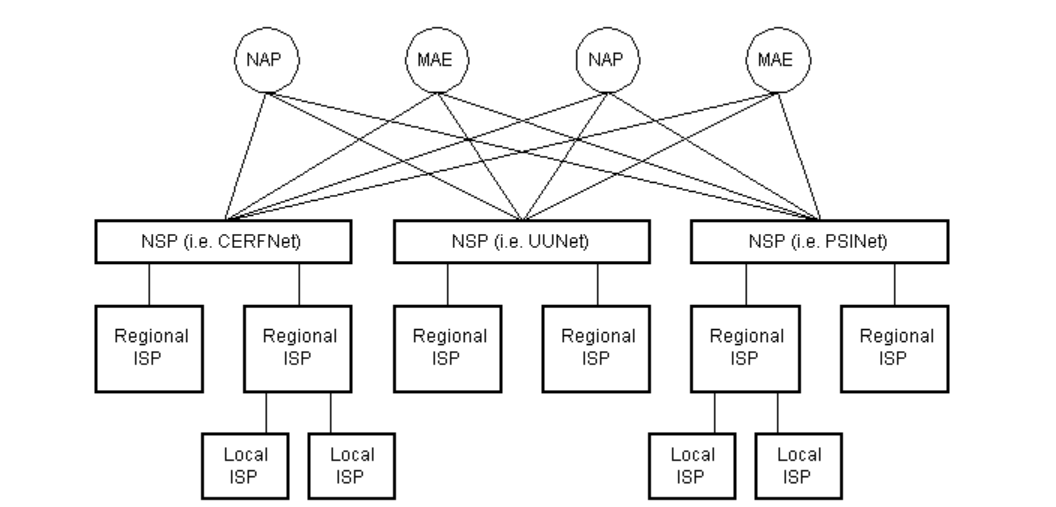 NAP
MAE
NAP
MAE
NSP (i.e. CERFNet)
NSP (i.e. UUNet)
NSP (i.e. PSINet)
Regional
ISP
Regional
ISP
Regional
ISP
Regional
ISP
Regional
ISP
Regional
ISP
Local
ISP
Local
ISP
Local
ISP
Local
ISP